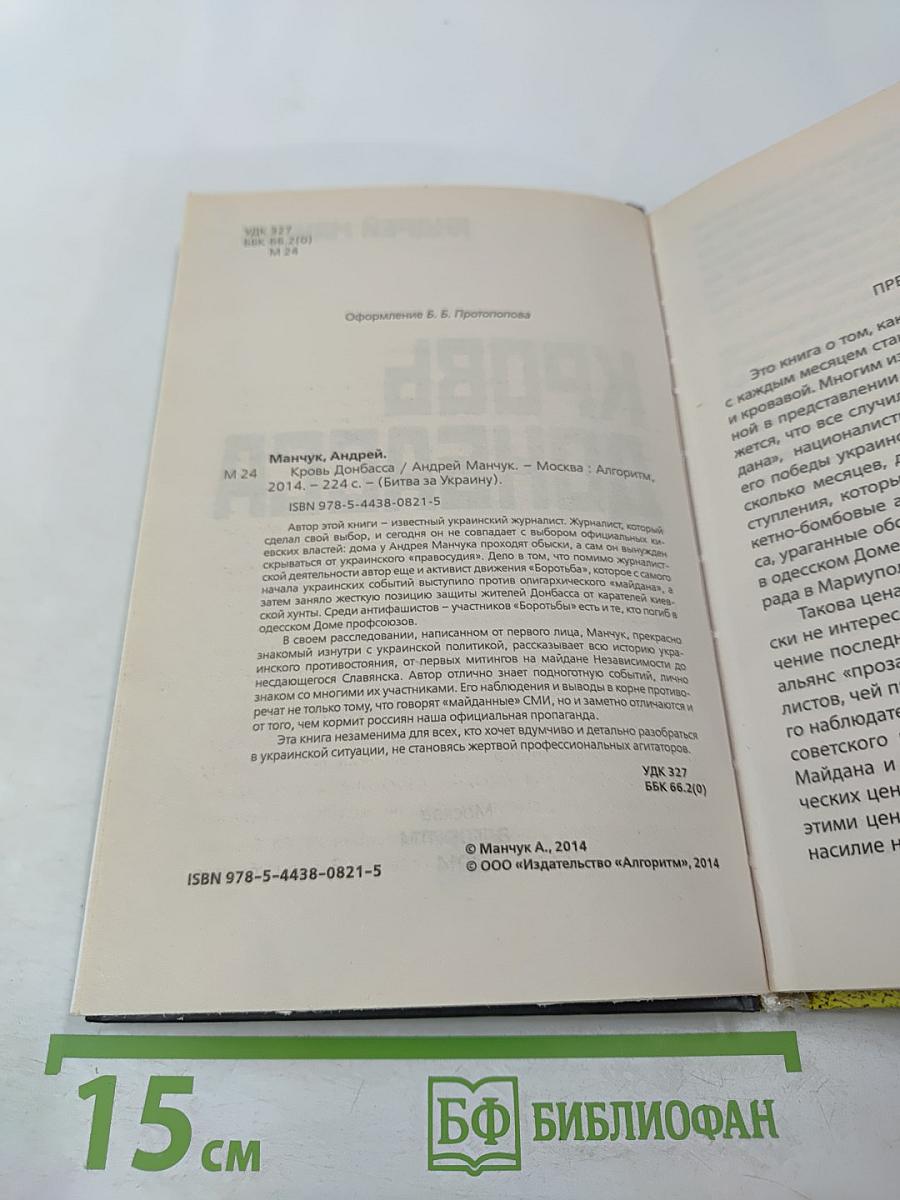 УДК 327
ББК 66.2(0)
М 24
Оформление Б. Б. Протопопова
Манчук, Андрей.
М 24 Кровь Донбасса / Андрей Манчук. – Москва : Алгоритм,
2014. – 224 с. – (Битва за Украину).
ISBN 978-5-4438-0821-5
Автор этой книги – известный украинский журналист. Журналист, который
сделал свой выбор, и сегодня он не совпадает с выбором официальных ки-
евских властей: дома у Андрея Манчука проходят обыски, а сам он вынужден
скрываться от украинского «правосудия». Дело в том, что помимо журналист-
ской деятельности автор еще и активист движения «Боротьба», которое с самого
начала украинских событий выступило против олигархического «майдана», а
затем заняло жесткую позицию защиты жителей Донбасса от карателей киев-
ской хунты. Среди антифашистов – участников «Боротьбы» есть и те, кто погиб в
одесском Доме профсоюзов.
В своем расследовании, написанном от первого лица, Манчук, прекрасно
знакомый изнутри с украинской политикой, рассказывает всю историю укра-
инского противостояния, от первых митингов на майдане Независимости до
несдающегося Славянска. Автор отлично знает подноготную событий, лично
знаком со многими их участниками. Его наблюдения и выводы в корне противо-
речат не только тому, что говорят «майданные» СМИ, но и заметно отличаются и
от того, чем кормит россиян наша официальная пропаганда.
Эта книга незаменима для всех, кто хочет вдумчиво и детально разобраться
в украинской ситуации, не становясь жертвой профессиональных агитаторов.
УДК 327
ББК 66.2(0)
© Манчук А., 2014
ISBN 978-5-4438-0821-5 © ООО «Издательство «Алгоритм», 2014
ПРЕ
Это книга о том, как
с каждым месяцем ста
и кровавой. Многим из
ной в представлении
жется, что все случил
дана», националист
его победы украинс
сколько месяцев, д
ступления, которы
кетно-бомбовые а
са, ураганные обс
в одесском Доме
рада в Мариупол
Такова цена
ски не интерес
чение последн
альянс «проза
листов, чей п
го наблюдате
советского
Майдана и
ческих цен
этими цен
насилие н
15 см
БФ БИБЛИОФАН